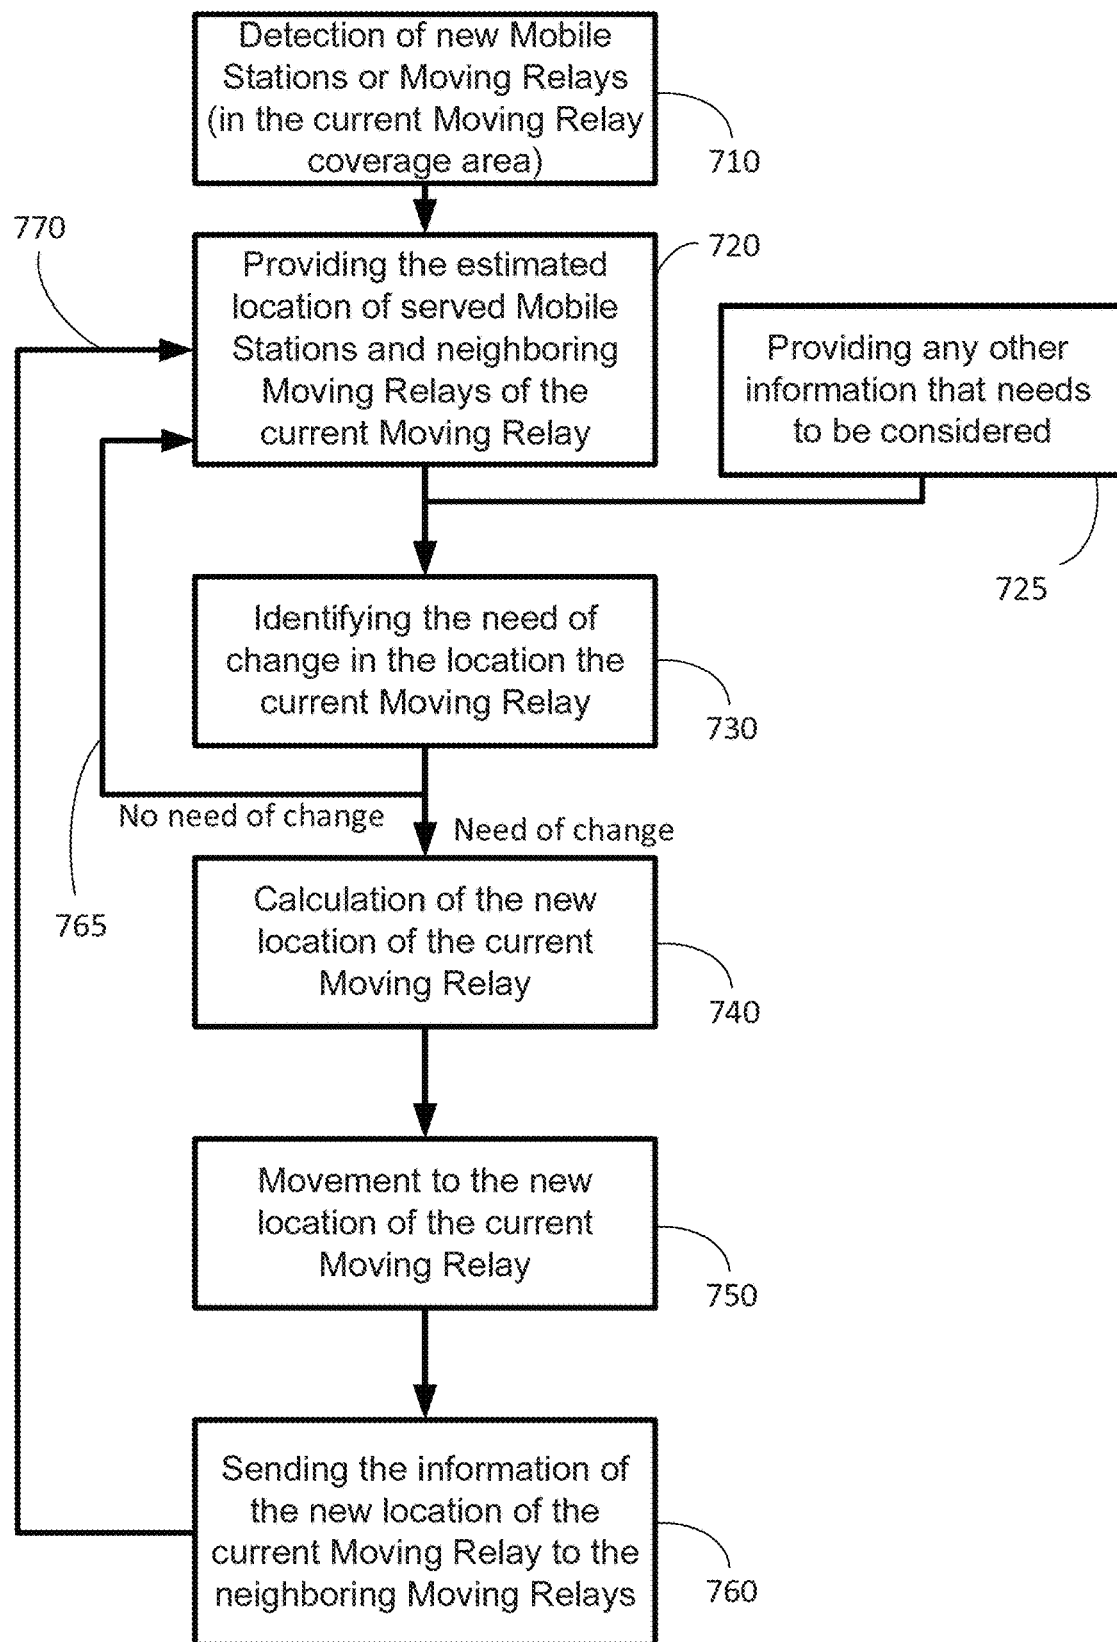 Detection of new Mobile
Stations or Moving Relays
(in the current Moving Relay
coverage area)
710
770
720
Providing the estimated
location of served Mobile
Stations and neighboring
Moving Relays of the
current Moving Relay
Providing any other
information that needs
to be considered
725
Identifying the need of
change in the location the
current Moving Relay
730
No need of change
Need of change
765
Calculation of the new
location of the current
Moving Relay
740
Movement to the new
location of the current
Moving Relay
750
Sending the information of
the new location of the
current Moving Relay to the
neighboring Moving Relays
760